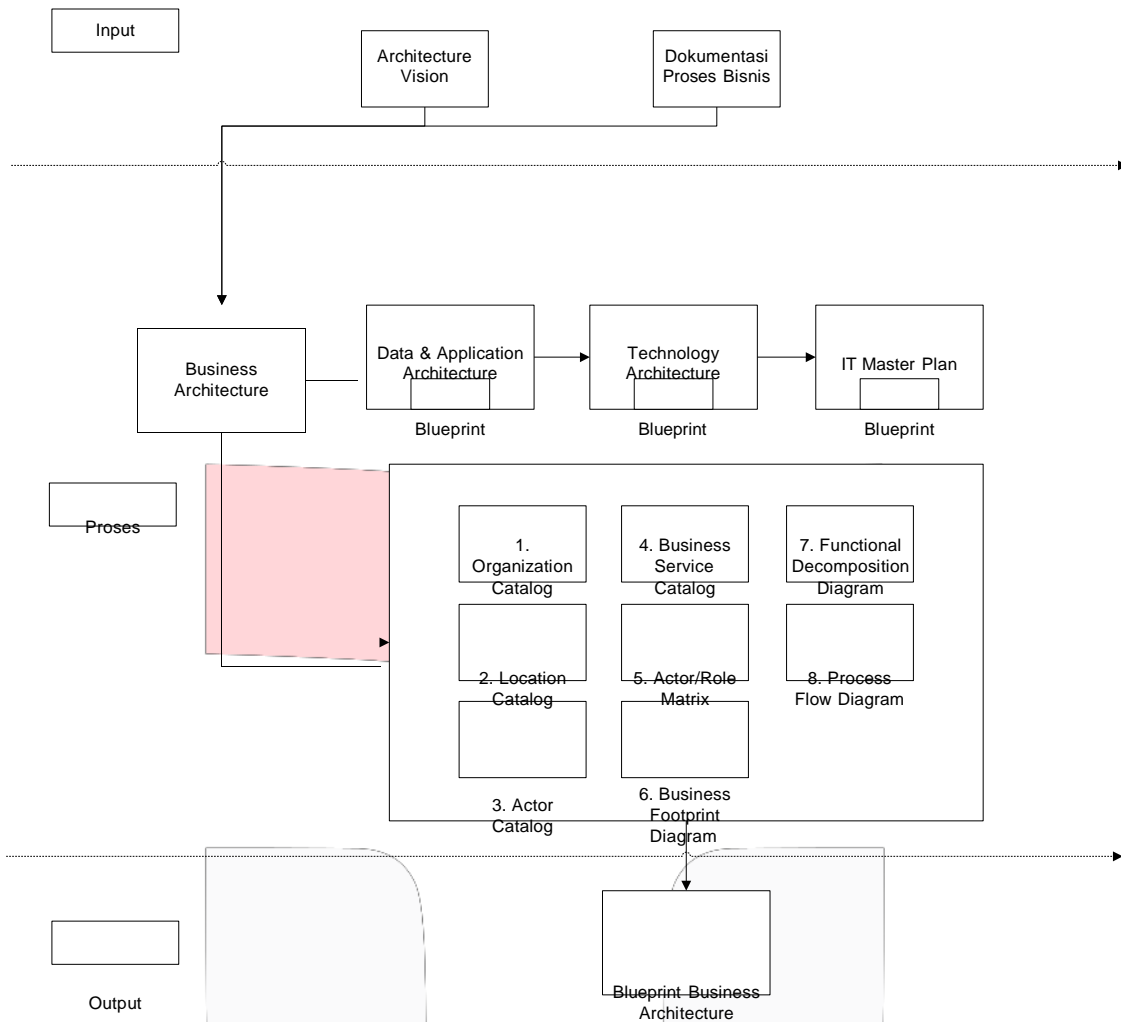 Input
Architecture
Vision
Dokumentasi
Proses Bisnis
Business
Architecture
Data & Application
Architecture
Blueprint
Technology
Architecture
Blueprint
IT Master Plan
Blueprint
Proses
1.
Organization
Catalog
4. Business
Service
Catalog
7. Functional
Decomposition
Diagram
2. Location
Catalog
5. Actor/Role
Matrix
8. Process
Flow Diagram
3. Actor
Catalog
6. Business
Footprint
Diagram
Output
Blueprint Business
Architecture